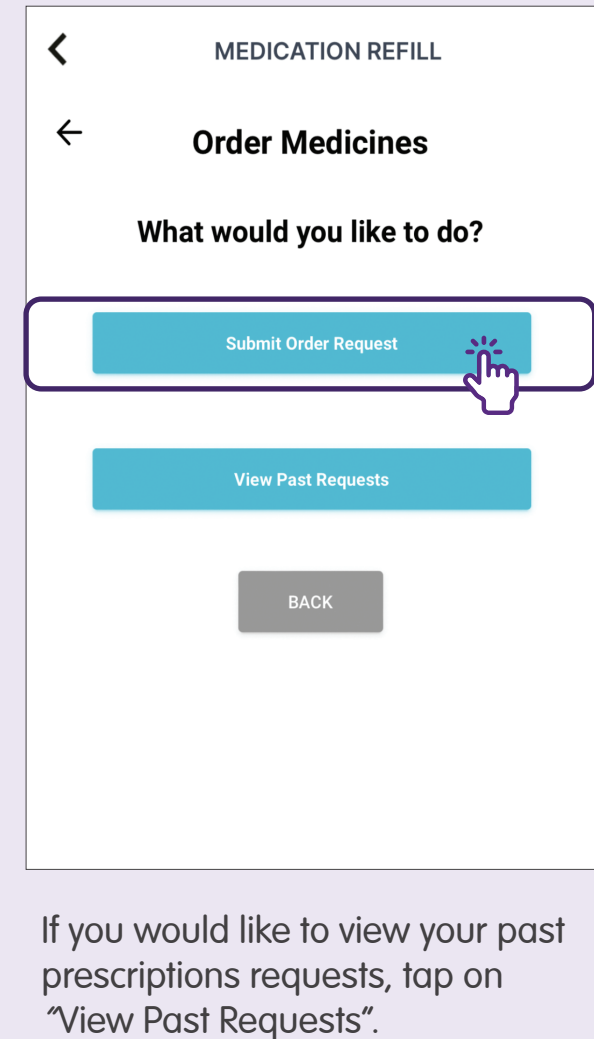 MEDICATION REFILL
Order Medicines
What would you like to do?
Submit Order Request
View Past Requests
BACK
If you would like to view your past
prescriptions requests, tap on
“View Past Requests”.